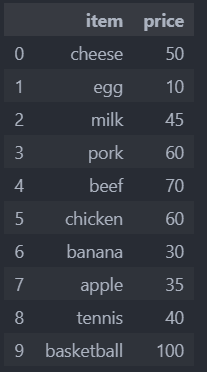 item price
0 cheese 50
1 egg 10
2 milk 45
3 pork 60
4 beef 70
5 chicken 60
6 banana 30
7 apple 35
8 tennis 40
9 basketball 100